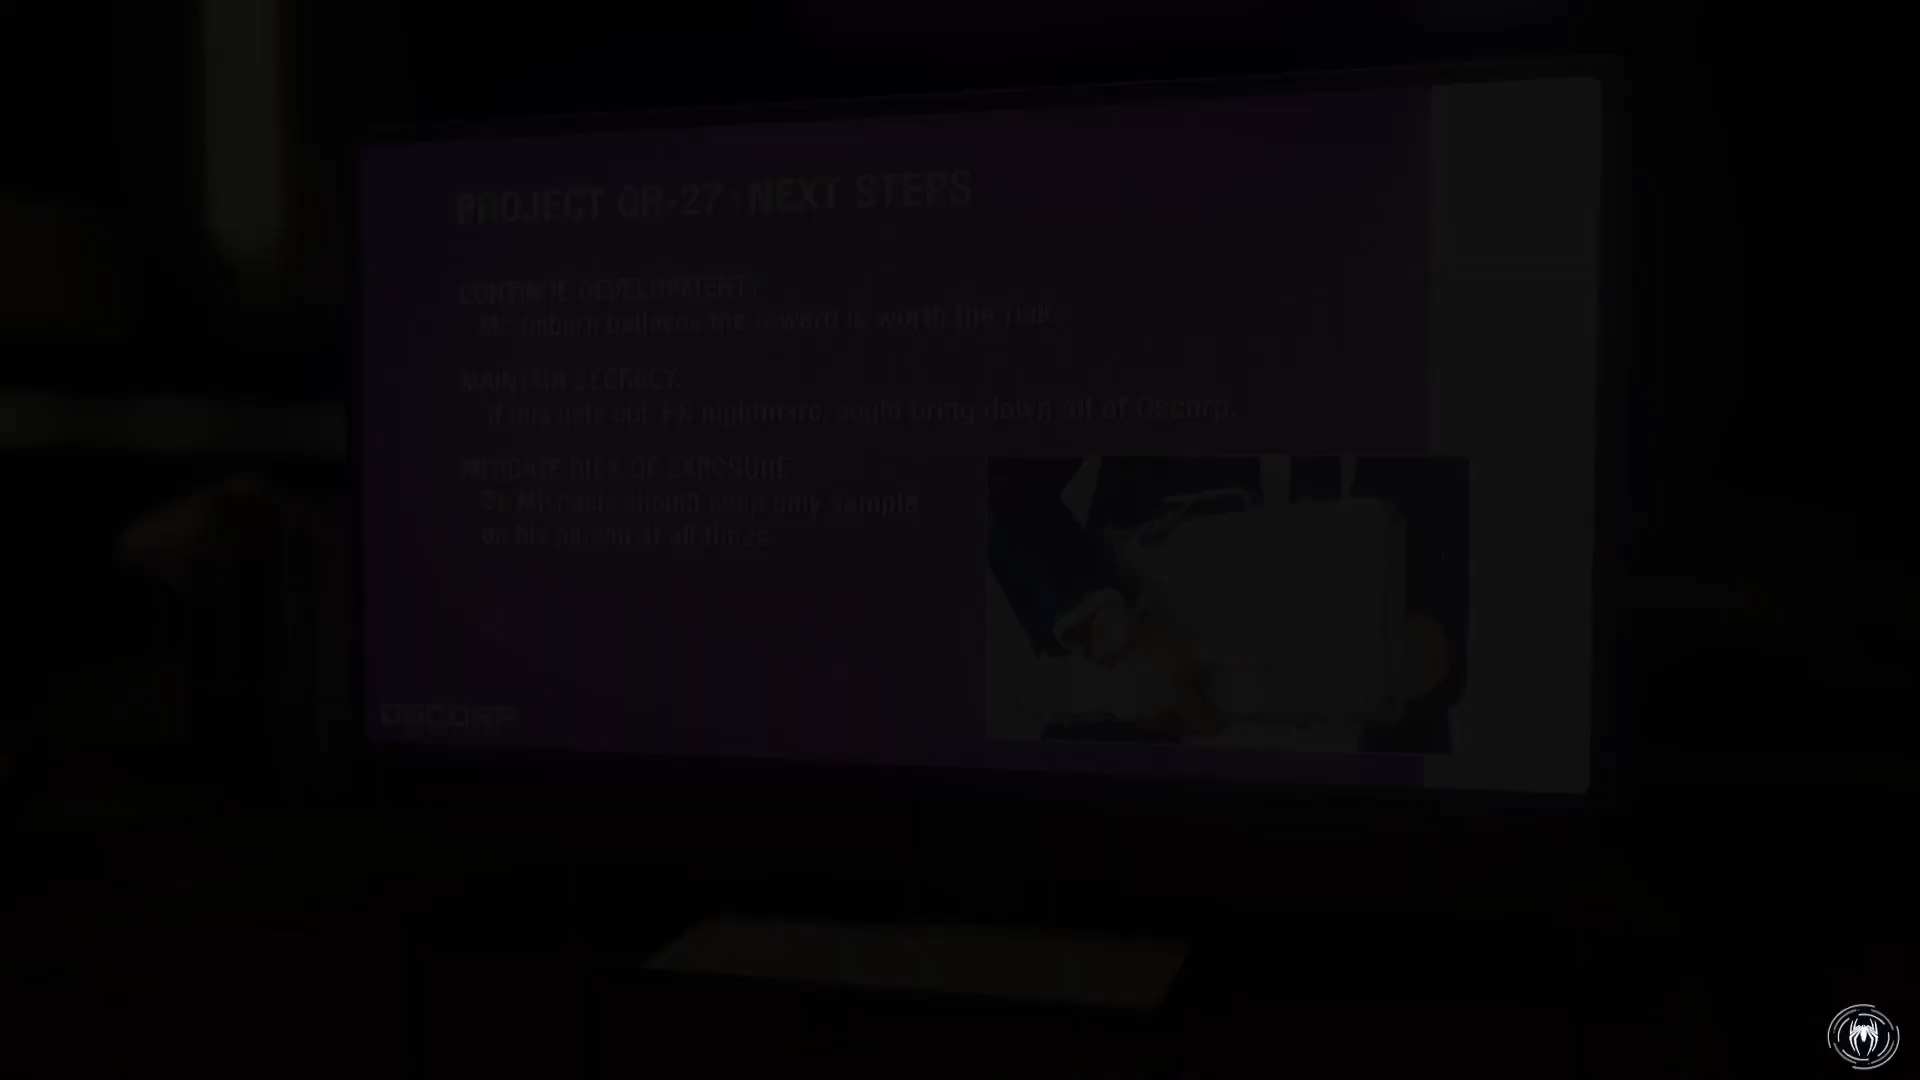 PROJECT GR-27: NEXT STEPS
CONTINUE DEVELOPMENT?
Mr. Osborn believes the reward is worth the risk.
MAINTAIN SECRECY.
If this gets out, PR nightmare, could bring down all of Oscorp.
MITIGATE RISK OF EXPOSURE.
Dr. Michaels should keep only sample
on his person at all times.
OSCORP